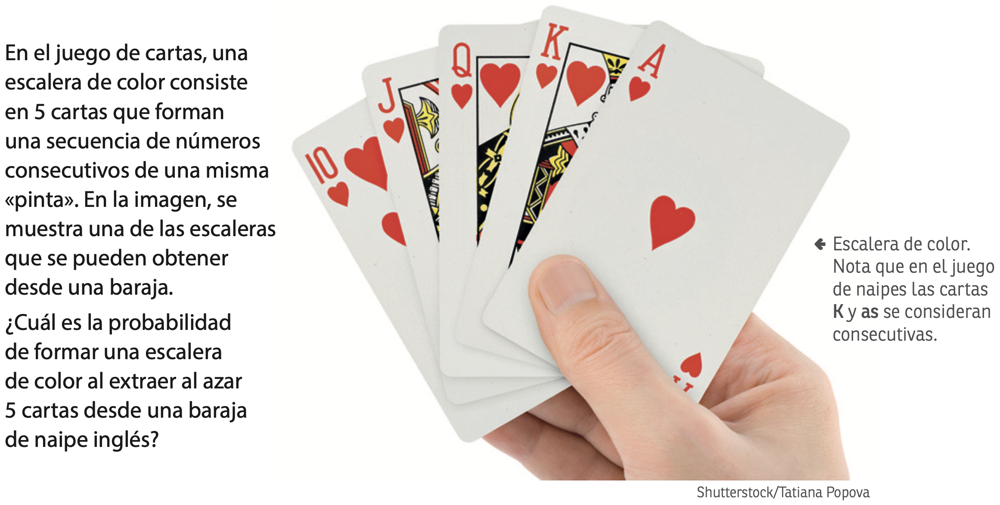 En el juego de cartas, una
escalera de color consiste
en 5 cartas que forman
una secuencia de números
consecutivos de una misma
«pinta». En la imagen, se
muestra una de las escaleras
que se pueden obtener
desde una baraja.
¿Cuál es la probabilidad
de formar una escalera
de color al extraer al azar
5 cartas desde una baraja
de naipe inglés?
10
J
Q
K
A
Escalera de color.
Nota que en el juego
de naipes las cartas
K y as se consideran
consecutivas.
Shutterstock/Tatiana Popova